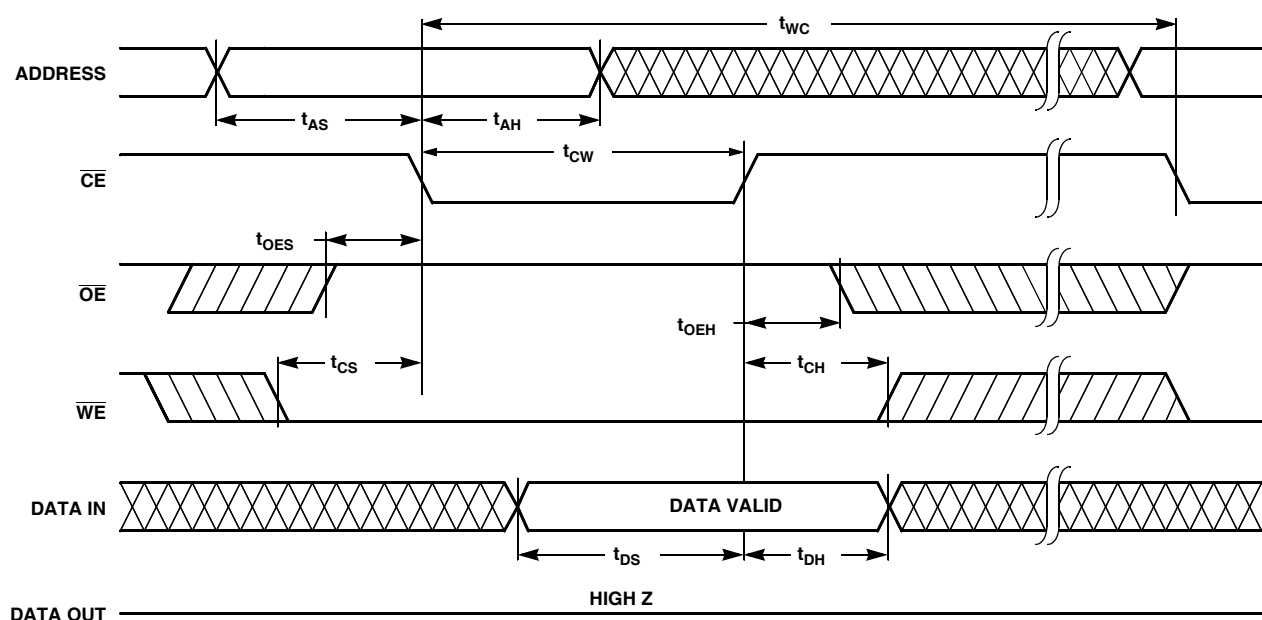 tWC
ADDRESS
tAS
tAH
tCW
CE
tOES
OE
tOEH
tCS
tCH
WE
DATA IN
DATA VALID
tDS
tDH
HIGH Z
DATA OUT